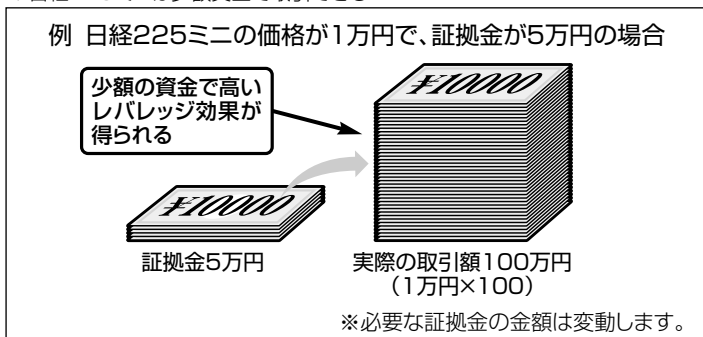 例 日経225ミニの価格が1万円で、証拠金が5万円の場合
少額の資金で高い
レバレッジ効果が
得られる
¥10000
¥10000
証拠金5万円
実際の取引額100万円
（1万円×100）
※必要な証拠金の金額は変動します。